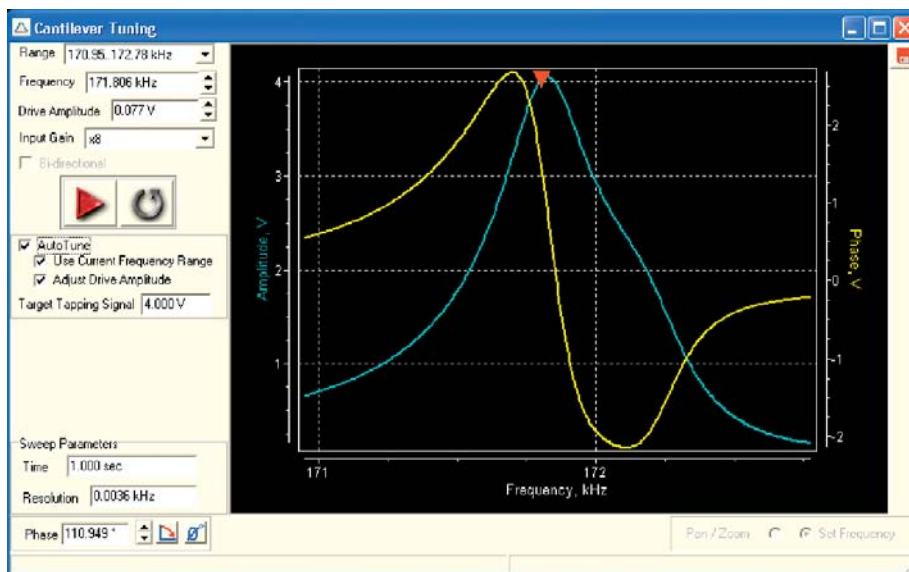 Cantilever Tuning
Range 170.95..172.78 kHz
Frequency 171.806 kHz
Drive Amplitude 0.077 V
Input Gain x8
Bi-directional
AutoTune
Use Current Frequency Range
Adjust Drive Amplitude
Target Tapping Signal 4.000 V
Sweep Parameters
Time 1.000 sec
Resolution 0.0036 kHz
Phase 110.949 °
Amplitude, V
4
3
2
1
171
172
Frequency, kHz
-2
-1
0
-1
-2
Phase, V
Pan / Zoom
Set Frequency